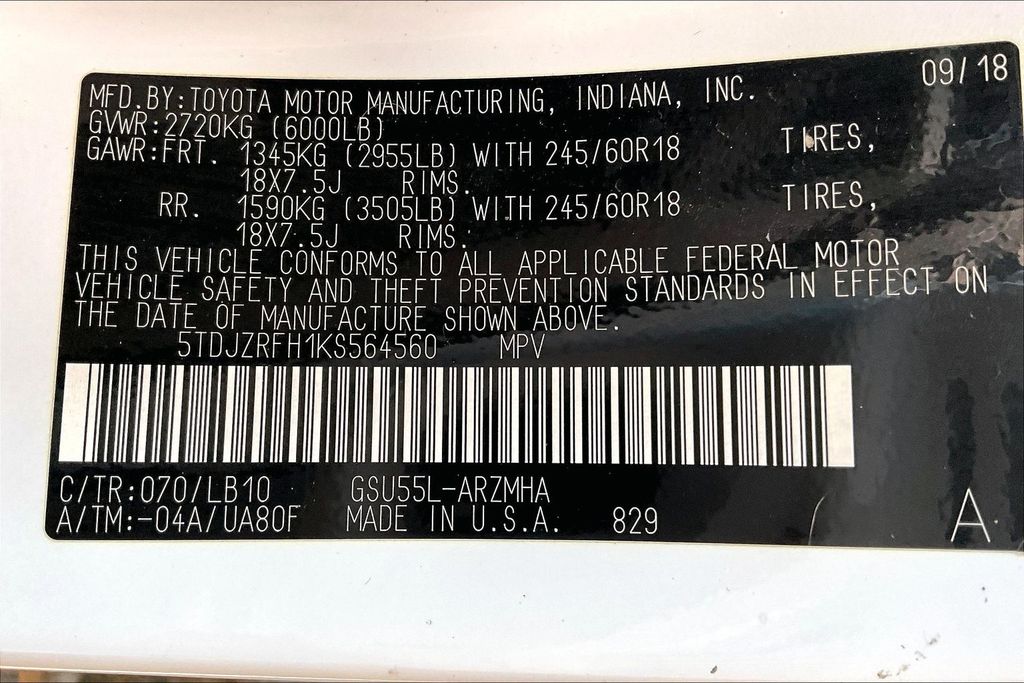 09/18
MFD.BY:TOYOTA MOTOR MANUFACTURING, INDIANA, INC.
GVWR:2720KG (6000LB)
GAWR:FRT. 1345KG (2955LB) WITH 245/60R18 TIRES,
18X7.5J RIMS.
RR. 1590KG (3505LB) WITH 245/60R18 TIRES,
18X7.5J RIMS.
THIS VEHICLE CONFORMS TO ALL APPLICABLE FEDERAL MOTOR
VEHICLE SAFETY AND THEFT PREVENTION STANDARDS IN EFFECT ON
THE DATE OF MANUFACTURE SHOWN ABOVE.
5TDJZRFH1KS564560 MPV
C/TR:070/LB10 GSU55L-ARZMHA
A/TM:-04A/UA80F MADE IN U.S.A. 829 A